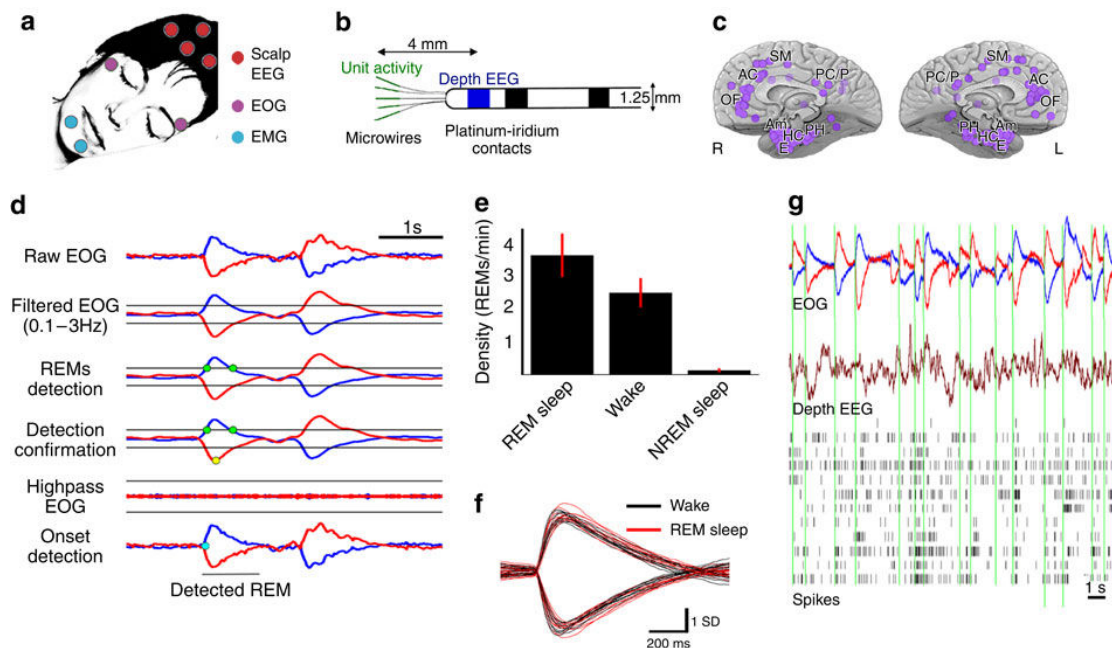 a
Scalp
EEG
EOG
EMG
b
4 mm
Unit activity
Depth EEG
1.25 mm
Microwires
Platinum-iridium
contacts
c
SM
AC
PC/P
OF
Am
HC
PH
E
R
SM
PC/P
AC
OF
PH
HC
Am
E
L
d
1s
Raw EOG
Filtered EOG
(0.1–3Hz)
REMs
detection
Detection
confirmation
Highpass
EOG
Onset
detection
Detected REM
e
Density (REMs/min)
4
3
2
1
REM sleep
Wake
NREM sleep
f
Wake
REM sleep
1 SD
200 ms
g
EOG
Depth EEG
Spikes
1 s